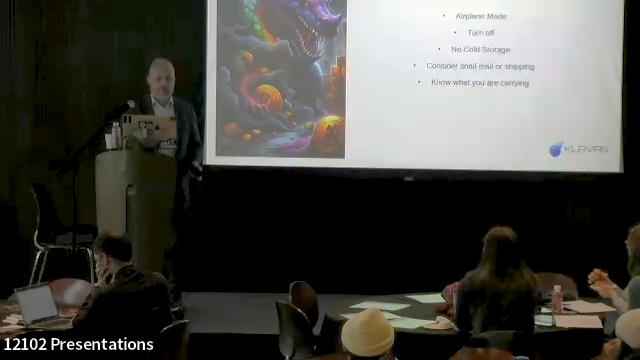 Airplane Mode
Turn off
No Cold Storage
Consider snail mail or shipping
Know what you are carrying
KLAVAN
12102 Presentations